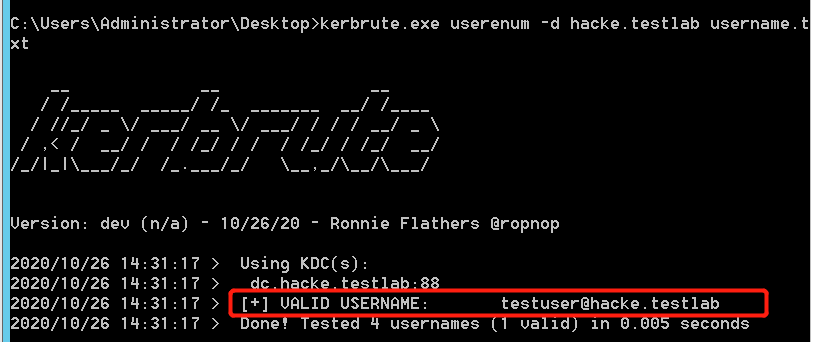 C:\Users\Administrator\Desktop>kerbrute.exe userenum -d hacke.testlab username.t
xt
kerbrute
Version: dev (n/a) - 10/26/20 - Ronnie Flathers @ropnop
2020/10/26 14:31:17 > Using KDC(s):
2020/10/26 14:31:17 > dc.hacke.testlab:88
2020/10/26 14:31:17 > [+] VALID USERNAME: testuser@hacke.testlab
2020/10/26 14:31:17 > Done! Tested 4 usernames (1 valid) in 0.005 seconds